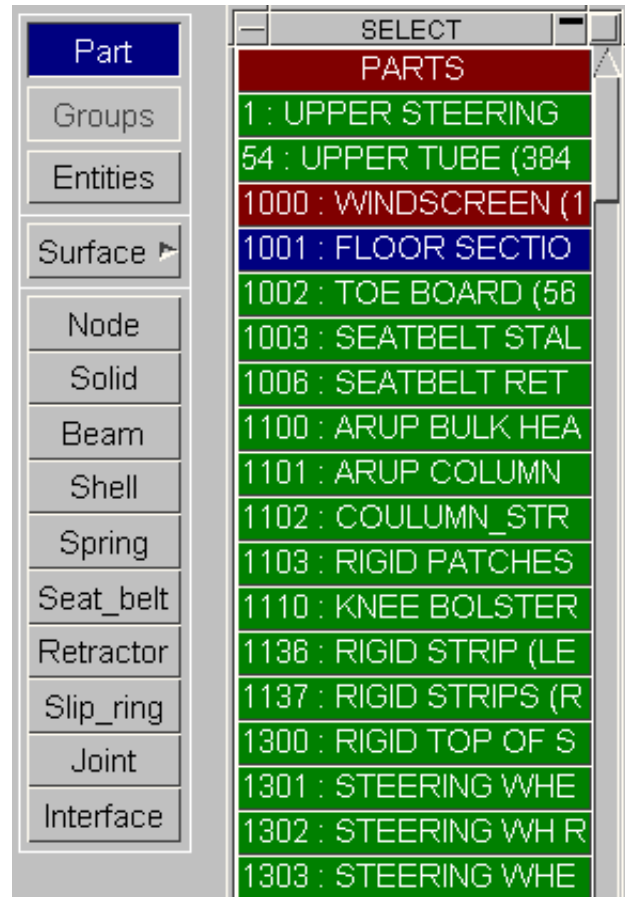 Part
Groups
Entities
Surface
Node
Solid
Beam
Shell
Spring
Seat_belt
Retractor
Slip_ring
Joint
Interface
SELECT
PARTS
1 : UPPER STEERING
54 : UPPER TUBE (384
1000 : WINDSCREEN (1
1001 : FLOOR SECTIO
1002 : TOE BOARD (56
1003 : SEATBELT STAL
1006 : SEATBELT RET
1100 : ARUP BULK HEA
1101 : ARUP COLUMN
1102 : COULUMN_STR
1103 : RIGID PATCHES
1110 : KNEE BOLSTER
1136 : RIGID STRIP (LE
1137 : RIGID STRIPS (R
1300 : RIGID TOP OF S
1301 : STEERING WHE
1302 : STEERING WH R
1303 : STEERING WHE